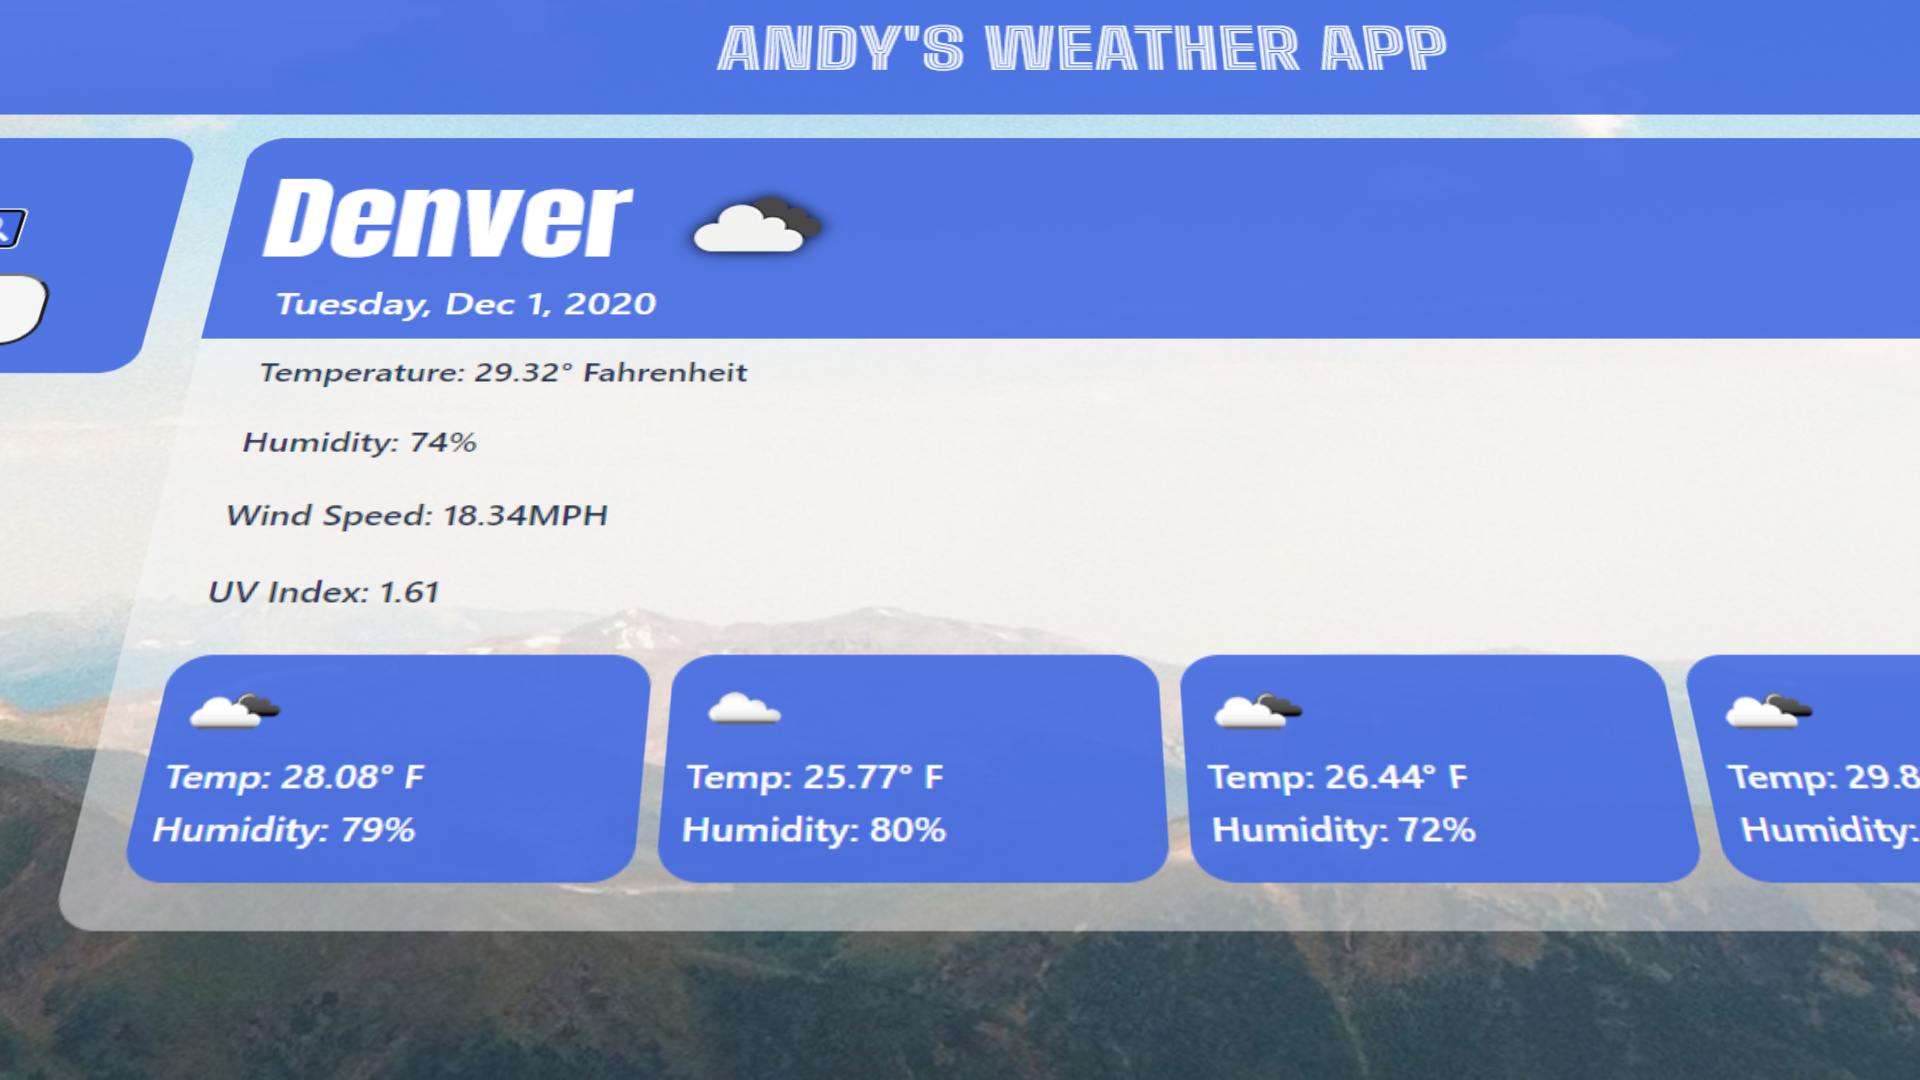 ANDY'S WEATHER APP
Denver
Tuesday, Dec 1, 2020
Temperature: 29.32° Fahrenheit
Humidity: 74%
Wind Speed: 18.34MPH
UV Index: 1.61
Temp: 28.08° F
Humidity: 79%
Temp: 25.77° F
Humidity: 80%
Temp: 26.44° F
Humidity: 72%
Temp: 29.8
Humidity: